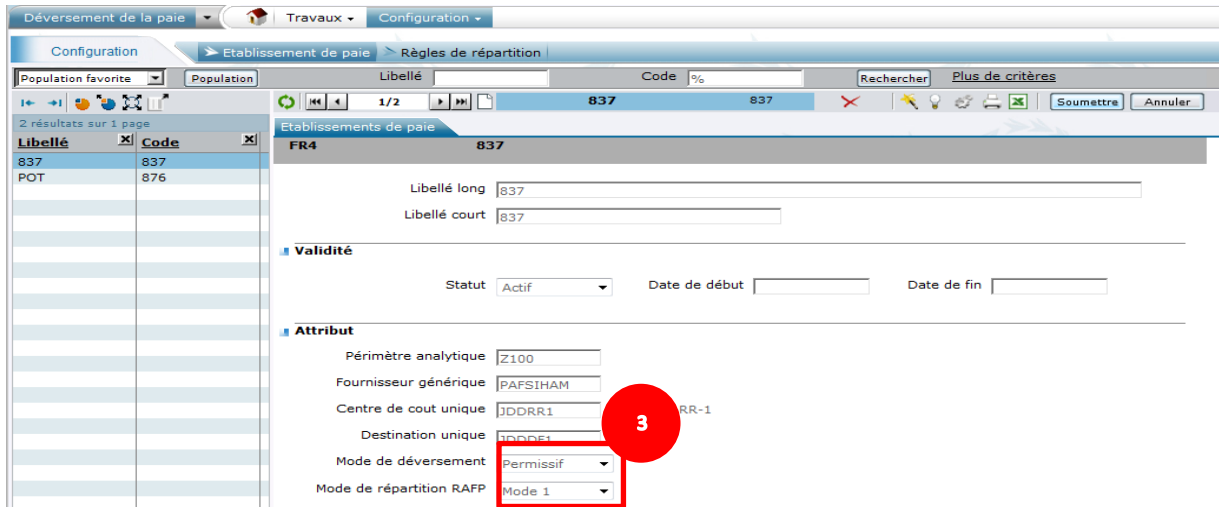 Déversement de la paie Travaux Configuration
Configuration Etablissement de paie Règles de répartition
Population favorite Population Libellé Code % Rechercher Plus de critères
1/2 837 837 Soumettre Annuler
2 résultats sur 1 page
Etablissements de paie
Libellé Code
FR4 837
837 837
POT 876
Libellé long 837
Libellé court 837
Validité
Statut Actif Date de début Date de fin
Attribut
Périmètre analytique Z100
Fournisseur générique PAFSIHAM
Centre de cout unique JDDRR1 RR-1
3
Destination unique JDDDE1
Mode de déversement Permissif
Mode de répartition RAFP Mode 1